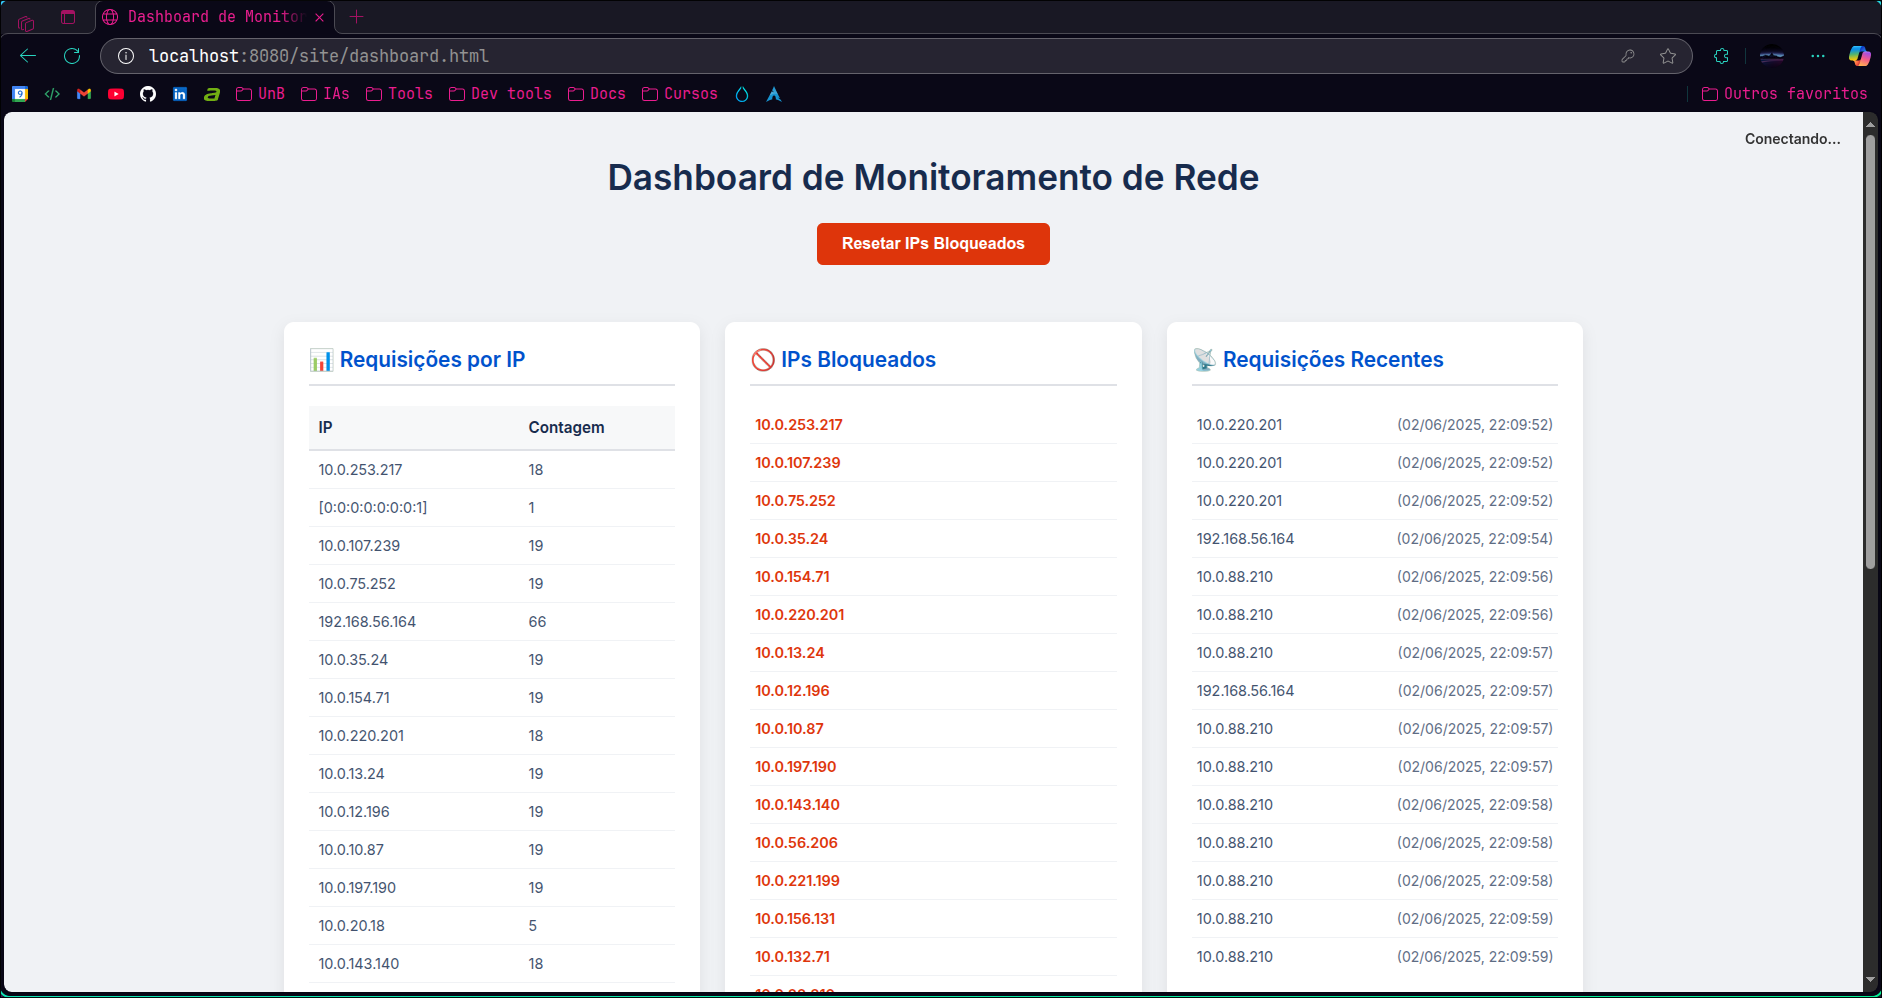 Dashboard de Monitor
localhost:8080/site/dashboard.html
UnB
IAs
Tools
Dev tools
Docs
Cursos
Outros favoritos
Conectando...
Dashboard de Monitoramento de Rede
Resetar IPs Bloqueados
Requisições por IP
IP Contagem
10.0.253.217 18
[0:0:0:0:0:0:0:1] 1
10.0.107.239 19
10.0.75.252 19
192.168.56.164 66
10.0.35.24 19
10.0.154.71 19
10.0.220.201 18
10.0.13.24 19
10.0.12.196 19
10.0.10.87 19
10.0.197.190 19
10.0.20.18 5
10.0.143.140 18
IPs Bloqueados
10.0.253.217
10.0.107.239
10.0.75.252
10.0.35.24
10.0.154.71
10.0.220.201
10.0.13.24
10.0.12.196
10.0.10.87
10.0.197.190
10.0.143.140
10.0.56.206
10.0.221.199
10.0.156.131
10.0.132.71
Requisições Recentes
10.0.220.201 (02/06/2025, 22:09:52)
10.0.220.201 (02/06/2025, 22:09:52)
10.0.220.201 (02/06/2025, 22:09:52)
192.168.56.164 (02/06/2025, 22:09:54)
10.0.88.210 (02/06/2025, 22:09:56)
10.0.88.210 (02/06/2025, 22:09:56)
10.0.88.210 (02/06/2025, 22:09:57)
192.168.56.164 (02/06/2025, 22:09:57)
10.0.88.210 (02/06/2025, 22:09:57)
10.0.88.210 (02/06/2025, 22:09:57)
10.0.88.210 (02/06/2025, 22:09:58)
10.0.88.210 (02/06/2025, 22:09:58)
10.0.88.210 (02/06/2025, 22:09:58)
10.0.88.210 (02/06/2025, 22:09:59)
10.0.88.210 (02/06/2025, 22:09:59)